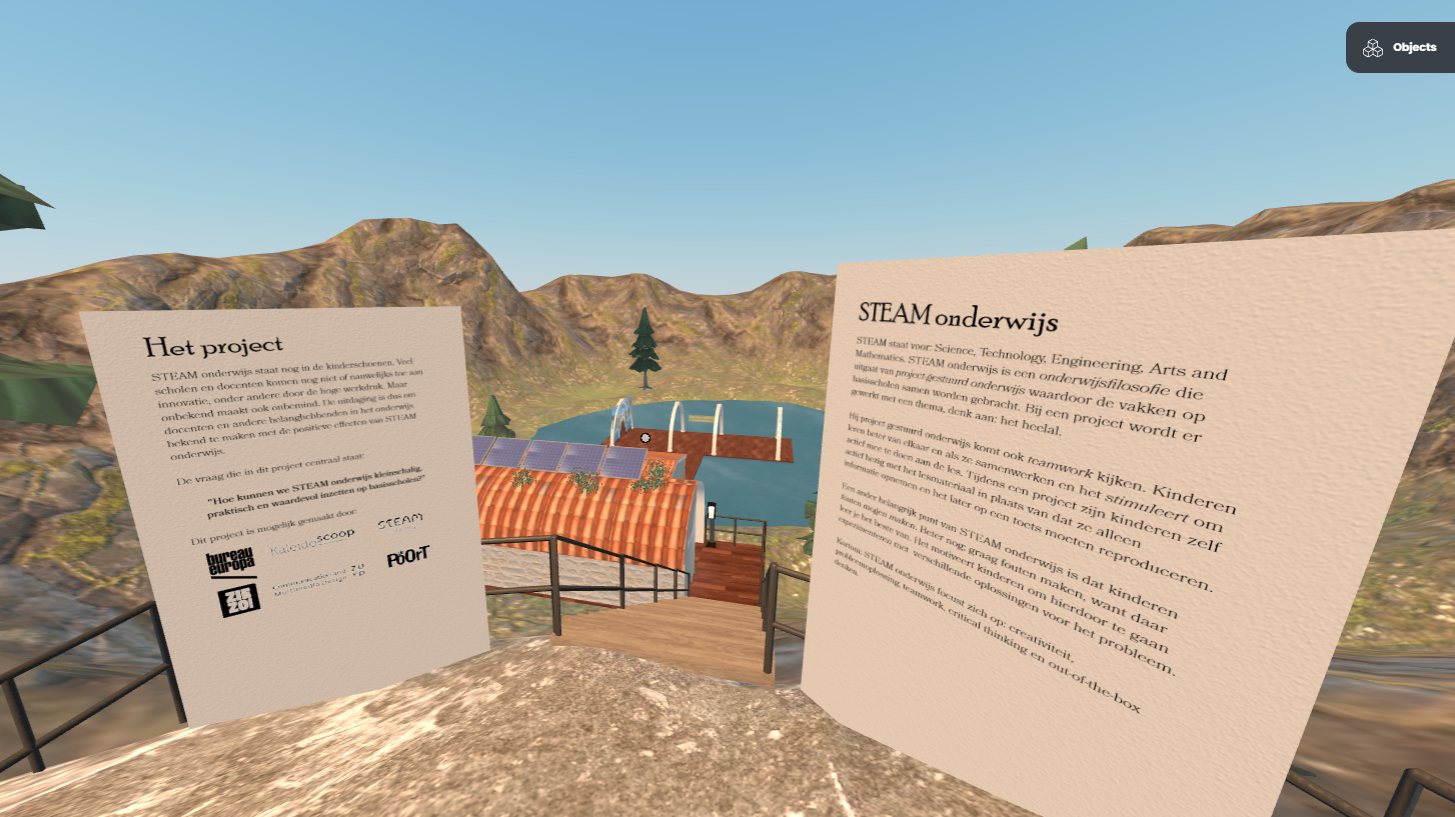 Objects
Het project
STEAM onderwijs staat nog in de kinderschoenen. Veel
scholen en docenten komen nog niet of nauwelijks toe aan
innovatie, onder andere door de hoge werkdruk. Maar
onbekend maakt ook onbemind. De uitdaging is dus om
docenten en andere belanghebbenden in het onderwijs
bekend te maken met de positieve effecten van STEAM
onderwijs.
De vraag die in dit project centraal staat:
"Hoe kunnen we STEAM onderwijs kleinschalig,
praktisch en waardevol inzetten op basisscholen?"
Dit project is mogelijk gemaakt door:
bureau
europa
Kaleidoscoop
STEAM
ZIE
ZO!
Communication and
Multimedia Design
ZU
YD
POORT
STEAM onderwijs
STEAM staat voor: Science, Technology, Engineering, Arts and
Mathematics. STEAM onderwijs is een onderwijsfilosofie die
uitgaat van project gestuurd onderwijs waardoor de vakken op
basisscholen samen worden gebracht. Bij een project wordt er
gewerkt met een thema, denk aan: het heelal.
Bij project gestuurd onderwijs komt ook teamwork kijken. Kinderen
leren beter van elkaar en als ze samenwerken en het stimuleert om
actief mee te doen aan de les. Tijdens een project zijn kinderen zelf
actief bezig met het lesmateriaal in plaats van dat ze alleen
informatie opnemen en het later op een toets moeten reproduceren.
Een ander belangrijk punt van STEAM onderwijs is dat kinderen
fouten mogen maken. Beter nog: graag fouten maken, want daar
leer je het beste van. Het motiveert kinderen om hierdoor te gaan
experimenteren met verschillende oplossingen voor het probleem.
Kortom: STEAM onderwijs focust zich op: creativiteit,
probleemoplossing, teamwork, critical thinking en out-of-the-box
denken.